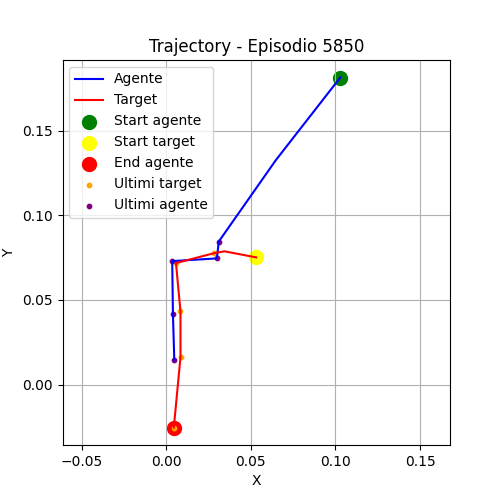 Trajectory - Episodio 5850
Agente
Target
Start agente
Start target
End agente
Ultimi target
Ultimi agente
0.15
0.10
0.05
0.00
Y
−0.05
0.00
0.05
0.10
0.15
X